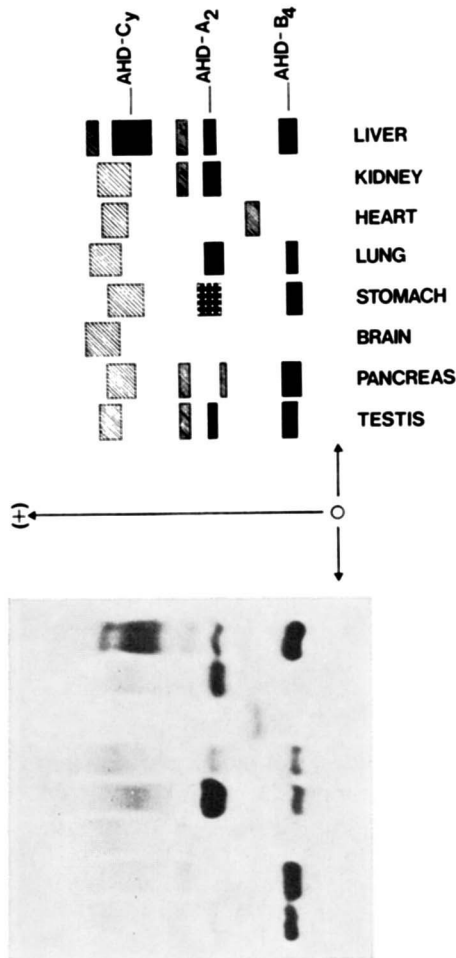 AHD-Cy
AHD-A2
AHD-B4
LIVER
KIDNEY
HEART
LUNG
STOMACH
BRAIN
PANCREAS
TESTIS
(+)
O